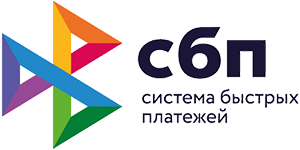 сбп
система быстрых
платежей